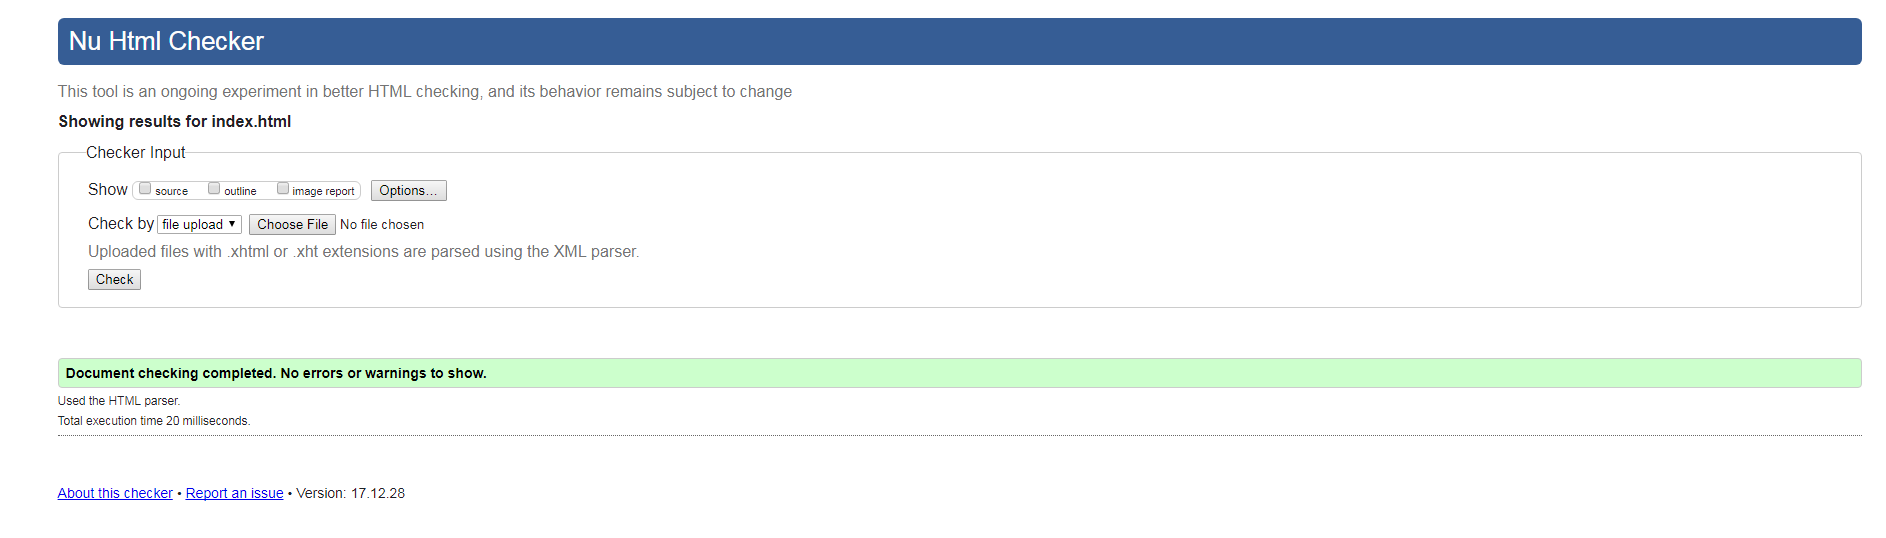 Nu Html Checker
This tool is an ongoing experiment in better HTML checking, and its behavior remains subject to change
Showing results for index.html
Checker Input
Show source outline image report Options...
Check by file upload Choose File No file chosen
Uploaded files with .xhtml or .xht extensions are parsed using the XML parser.
Check
Document checking completed. No errors or warnings to show.
Used the HTML parser.
Total execution time 20 milliseconds.
About this checker • Report an issue • Version: 17.12.28